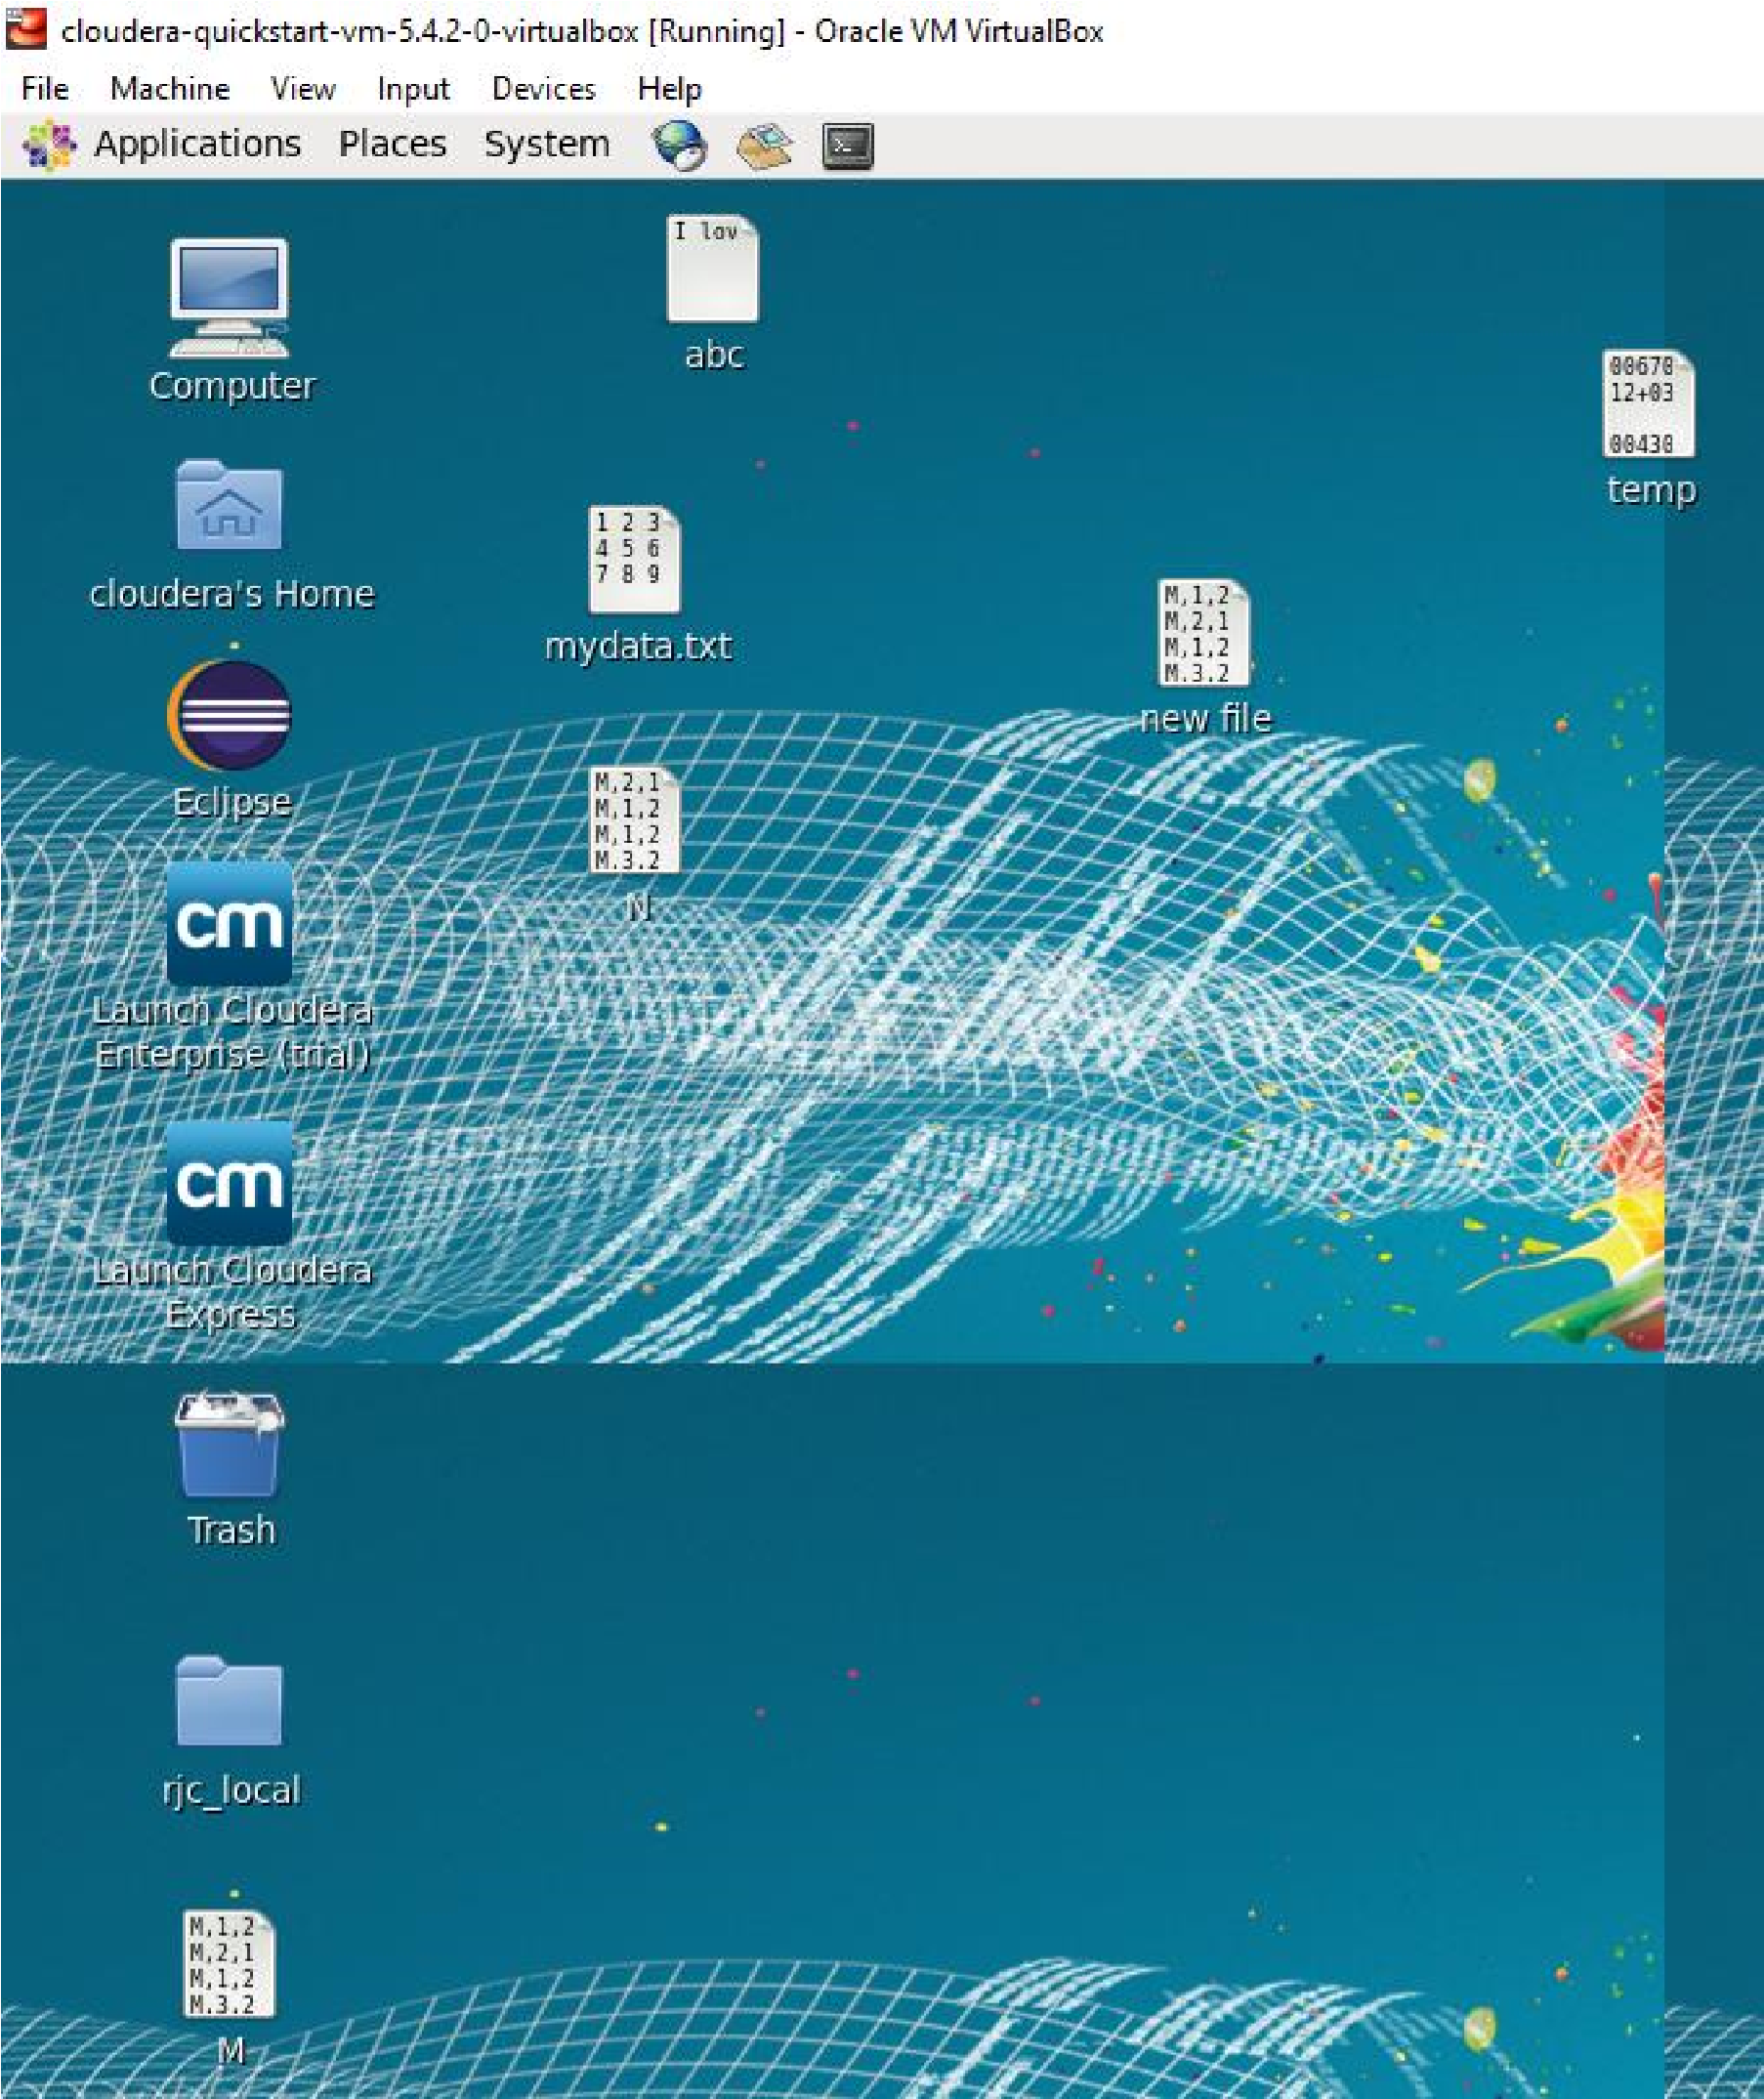 cloudera-quickstart-vm-5.4.2-0-virtualbox [Running] - Oracle VM VirtualBox
File Machine View Input Devices Help
Applications Places System
I lov
abc
Computer
00670
12+03
00430
temp
cloudera's Home
1 2 3
4 5 6
7 8 9
mydata.txt
M,1,2
M,2,1
M,1,2
M.3.2
new file
Eclipse
M,2,1
M,1,2
M,1,2
M.3.2
N
cm
Launch Cloudera
Enterprise (trial)
cm
Launch Cloudera
Express
Trash
rjc_local
M,1,2
M,2,1
M,1,2
M.3.2
M